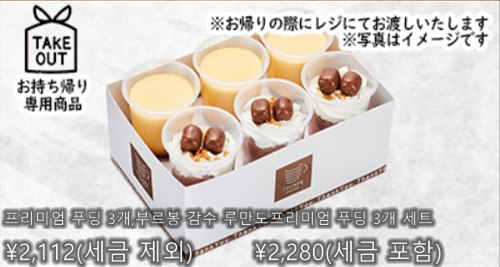 TAKE OUT
お持ち帰り
専用商品
※お帰りの際にレジにてお渡しいたします
※写真はイメージです
프리미엄 푸딩 3개,부르봉 감수 루만도프리미엄 푸딩 3개 세트
¥2,112(세금 제외) ¥2,280(세금 포함)